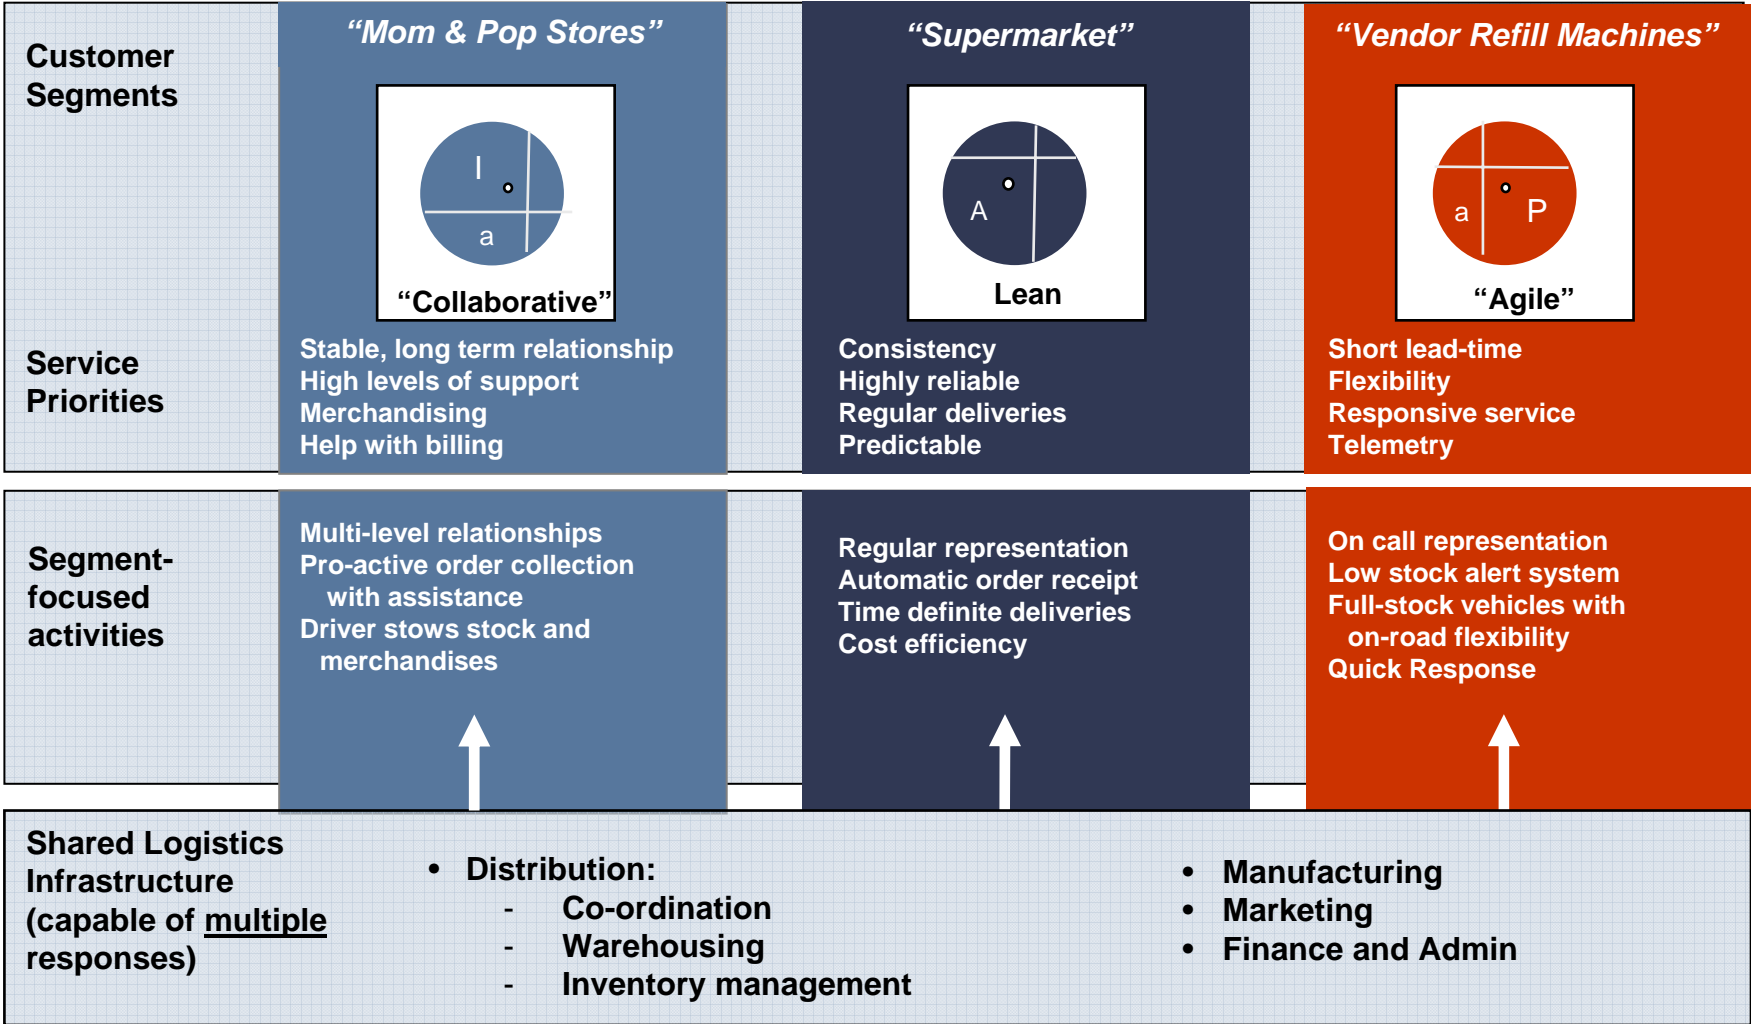 Customer
Segments
“Mom & Pop Stores”
I
a
“Collaborative”
“Supermarket”
A
Lean
“Vendor Refill Machines”
a P
“Agile”
Service
Priorities
Stable, long term relationship
High levels of support
Merchandising
Help with billing
Consistency
Highly reliable
Regular deliveries
Predictable
Short lead-time
Flexibility
Responsive service
Telemetry
Segment-
focused
activities
Multi-level relationships
Pro-active order collection
with assistance
Driver stows stock and
merchandises
Regular representation
Automatic order receipt
Time definite deliveries
Cost efficiency
On call representation
Low stock alert system
Full-stock vehicles with
on-road flexibility
Quick Response
Shared Logistics
Infrastructure
(capable of multiple
responses)
• Distribution:
- Co-ordination
- Warehousing
- Inventory management
• Manufacturing
• Marketing
• Finance and Admin